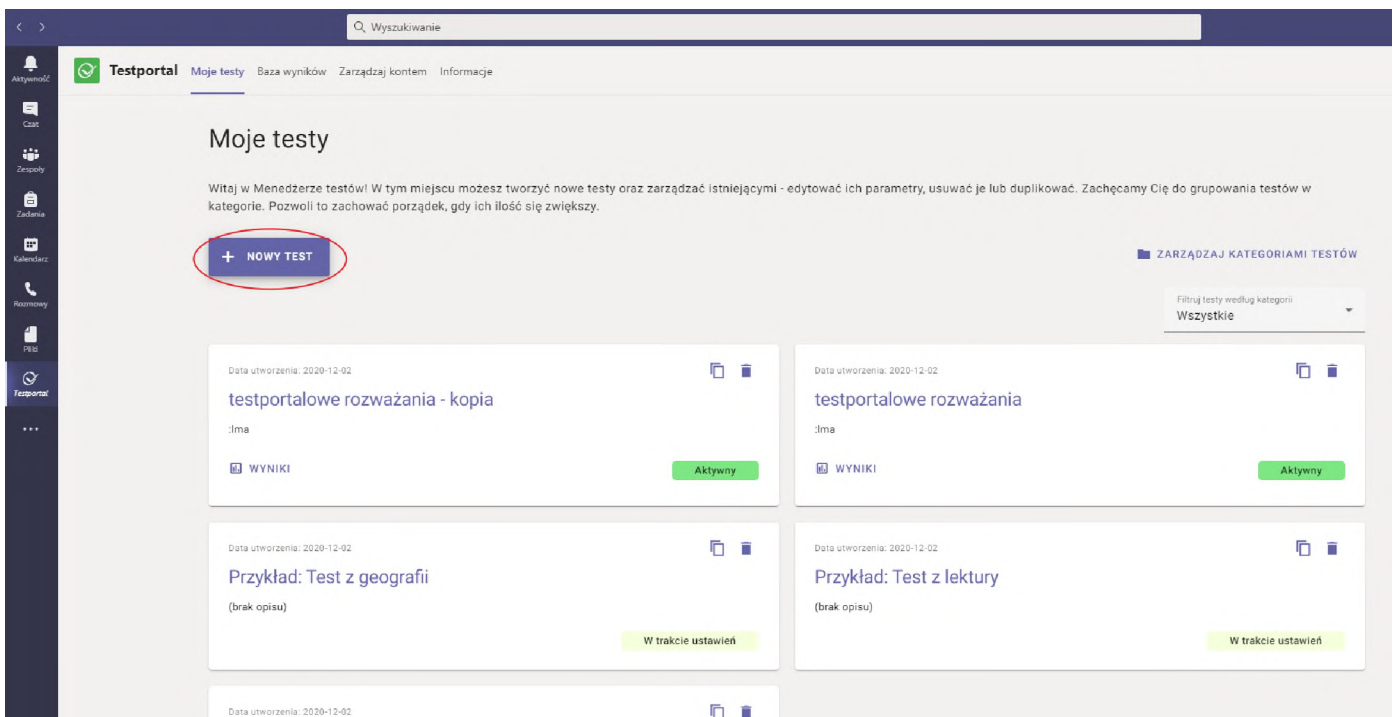 Wyszukiwanie
Aktywność
Czat
Zespoły
Zadania
Kalendarz
Rozmowy
Pliki
Testportal
...
Testportal Moje testy Baza wyników Zarządzaj kontem Informacje
Moje testy
Witaj w Menedżerze testów! W tym miejscu możesz tworzyć nowe testy oraz zarządzać istniejącymi - edytować ich parametry, usuwać je lub duplikować. Zachęcamy Cię do grupowania testów w
kategorie. Pozwoli to zachować porządek, gdy ich ilość się zwiększy.
+ NOWY TEST
ZARZĄDZAJ KATEGORIAMI TESTÓW
Filtruj testy według kategorii
Wszystkie
Data utworzenia: 2020-12-02
testportalowe rozważania - kopia
:lma
WYNIKI
Aktywny
Data utworzenia: 2020-12-02
testportalowe rozważania
:lma
WYNIKI
Aktywny
Data utworzenia: 2020-12-02
Przykład: Test z geografii
(brak opisu)
W trakcie ustawień
Data utworzenia: 2020-12-02
Przykład: Test z lektury
(brak opisu)
W trakcie ustawień
Data utworzenia: 2020-12-02